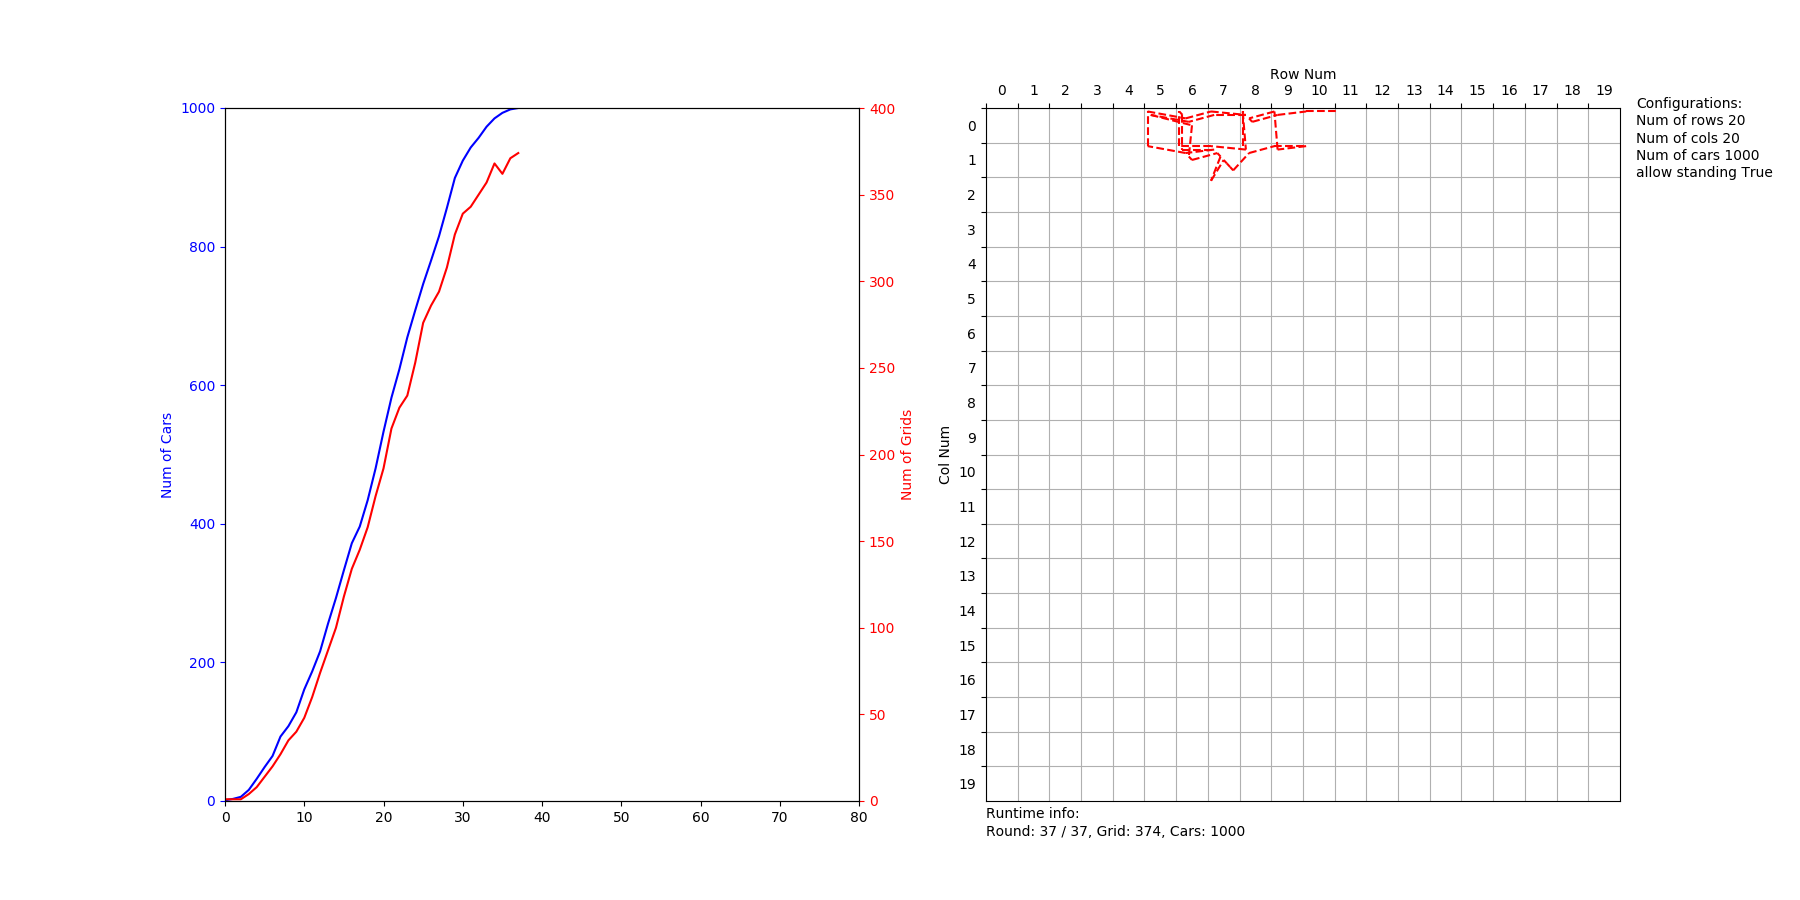 1000
800
600
400
200
0
Num of Cars
0 10 20 30 40 50 60 70 80
400
350
300
250
200
150
100
50
0
Num of Grids
Row Num
0 1 2 3 4 5 6 7 8 9 10 11 12 13 14 15 16 17 18 19
Col Num
0
1
2
3
4
5
6
7
8
9
10
11
12
13
14
15
16
17
18
19
Configurations:
Num of rows 20
Num of cols 20
Num of cars 1000
allow standing True
Runtime info:
Round: 37 / 37, Grid: 374, Cars: 1000